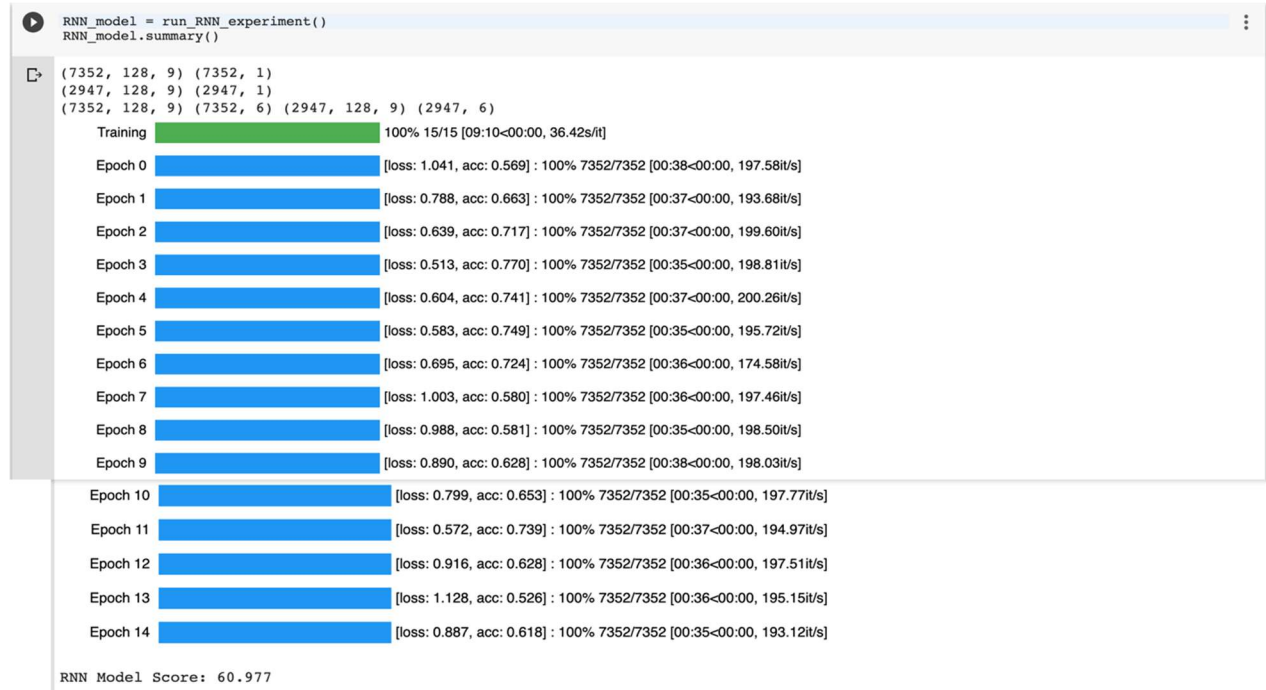 RNN_model = run_RNN_experiment()
RNN_model.summary()
(7352, 128, 9) (7352, 1)
(2947, 128, 9) (2947, 1)
(7352, 128, 9) (7352, 6) (2947, 128, 9) (2947, 6)
Training 100% 15/15 [09:10<00:00, 36.42s/it]
Epoch 0 [loss: 1.041, acc: 0.569] : 100% 7352/7352 [00:38<00:00, 197.58it/s]
Epoch 1 [loss: 0.788, acc: 0.663] : 100% 7352/7352 [00:37<00:00, 193.68it/s]
Epoch 2 [loss: 0.639, acc: 0.717] : 100% 7352/7352 [00:37<00:00, 199.60it/s]
Epoch 3 [loss: 0.513, acc: 0.770] : 100% 7352/7352 [00:35<00:00, 198.81it/s]
Epoch 4 [loss: 0.604, acc: 0.741] : 100% 7352/7352 [00:37<00:00, 200.26it/s]
Epoch 5 [loss: 0.583, acc: 0.749] : 100% 7352/7352 [00:35<00:00, 195.72it/s]
Epoch 6 [loss: 0.695, acc: 0.724] : 100% 7352/7352 [00:36<00:00, 174.58it/s]
Epoch 7 [loss: 1.003, acc: 0.580] : 100% 7352/7352 [00:36<00:00, 197.46it/s]
Epoch 8 [loss: 0.988, acc: 0.581] : 100% 7352/7352 [00:35<00:00, 198.50it/s]
Epoch 9 [loss: 0.890, acc: 0.628] : 100% 7352/7352 [00:38<00:00, 198.03it/s]
Epoch 10 [loss: 0.799, acc: 0.653] : 100% 7352/7352 [00:35<00:00, 197.77it/s]
Epoch 11 [loss: 0.572, acc: 0.739] : 100% 7352/7352 [00:37<00:00, 194.97it/s]
Epoch 12 [loss: 0.916, acc: 0.628] : 100% 7352/7352 [00:36<00:00, 197.51it/s]
Epoch 13 [loss: 1.128, acc: 0.526] : 100% 7352/7352 [00:36<00:00, 195.15it/s]
Epoch 14 [loss: 0.887, acc: 0.618] : 100% 7352/7352 [00:35<00:00, 193.12it/s]
RNN Model Score: 60.977